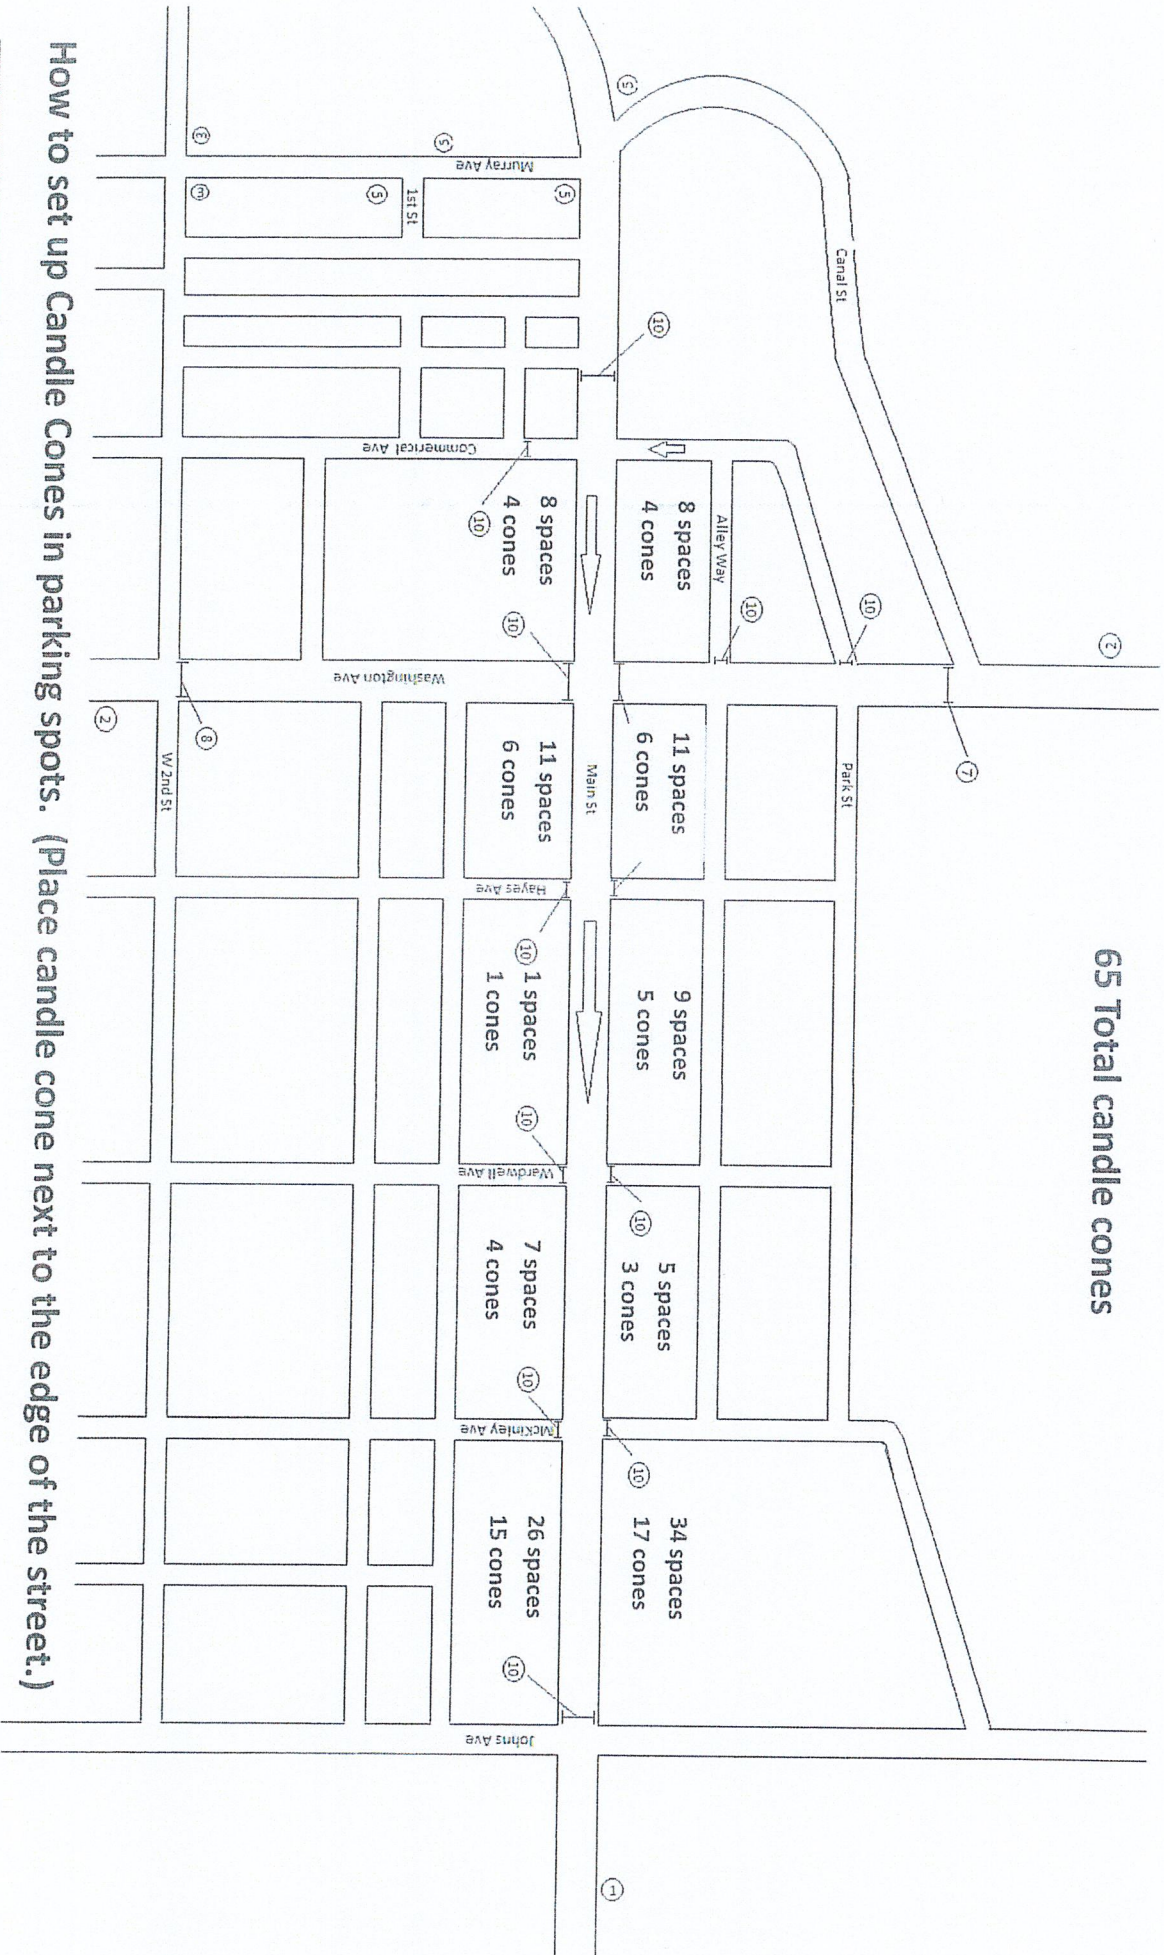 2
65 Total candle cones
7
10
Canal St
Park St
10
Alley Way
8 spaces
4 cones
11 spaces
6 cones
9 spaces
5 cones
5 spaces
3 cones
34 spaces
17 cones
5
10
10
10
1
Main St
5
Murray Ave
8 spaces
4 cones
10
10
11 spaces
6 cones
10
1 spaces
1 cones
10
7 spaces
4 cones
10
26 spaces
15 cones
10
Hayes Ave
Wardwell Ave
McKinley Ave
Johns Ave
5
1st St
5
Commerical Ave
Washington Ave
3
3
8
W 2nd St
2
How to set up Candle Cones in parking spots. (Place candle cone next to the edge of the street.)